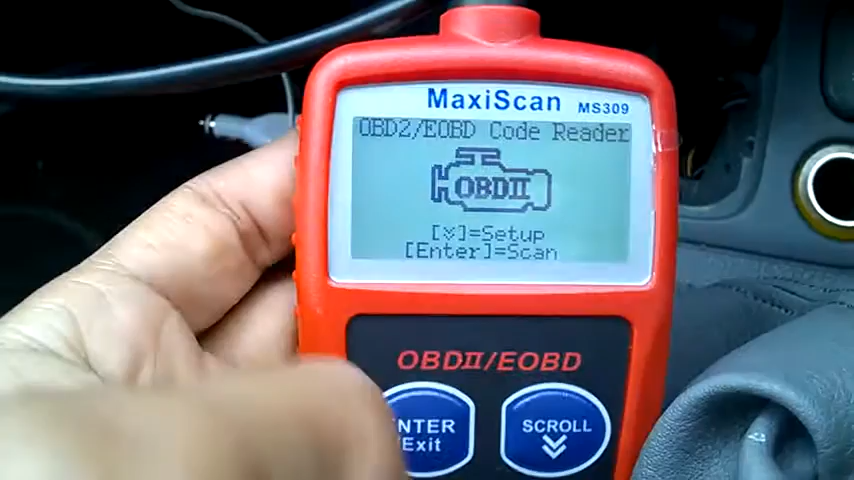 MaxiScan MS309
OBD2/EOBD Code Reader
OBDII
[v]=Setup
[Enter]=Scan
OBDII/EOBD
ENTER
Exit
SCROLL